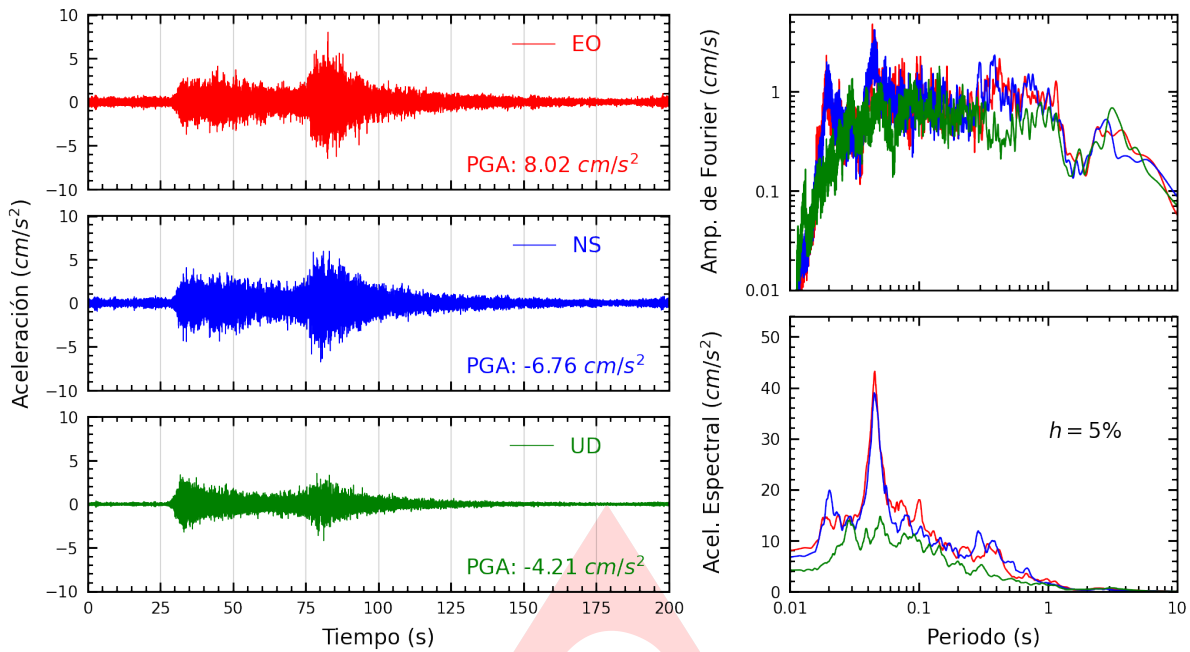 10
5
0
−5
−10
EO
PGA: 8.02 cm/s²
10
5
0
−5
−10
NS
PGA: -6.76 cm/s²
10
5
0
−5
−10
UD
PGA: -4.21 cm/s²
0 25 50 75 100 125 150 175 200
Tiempo (s)
Aceleración (cm/s²)
1
0.1
0.01
Amp. de Fourier (cm/s)
50
40
30
20
10
0
h = 5%
0.01 0.1 1 10
Periodo (s)
Acel. Espectral (cm/s²)